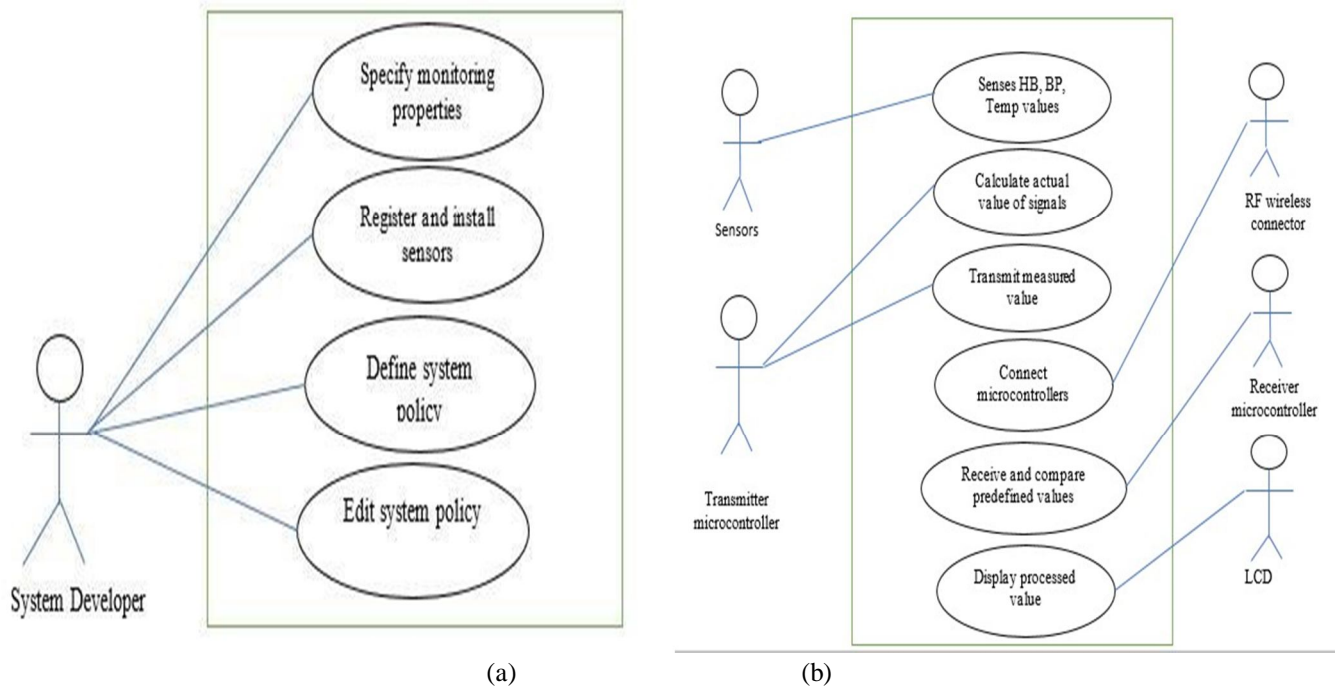 Specify monitoring
properties
Register and install
sensors
Define system
policy
Edit system policy
System Developer
(a)
Senses HB, BP,
Temp values
Calculate actual
value of signals
Transmit measured
value
Connect
microcontrollers
Receive and compare
predefined values
Display processed
value
Sensors
Transmitter
microcontroller
RF wireless
connector
Receiver
microcontroller
LCD
(b)